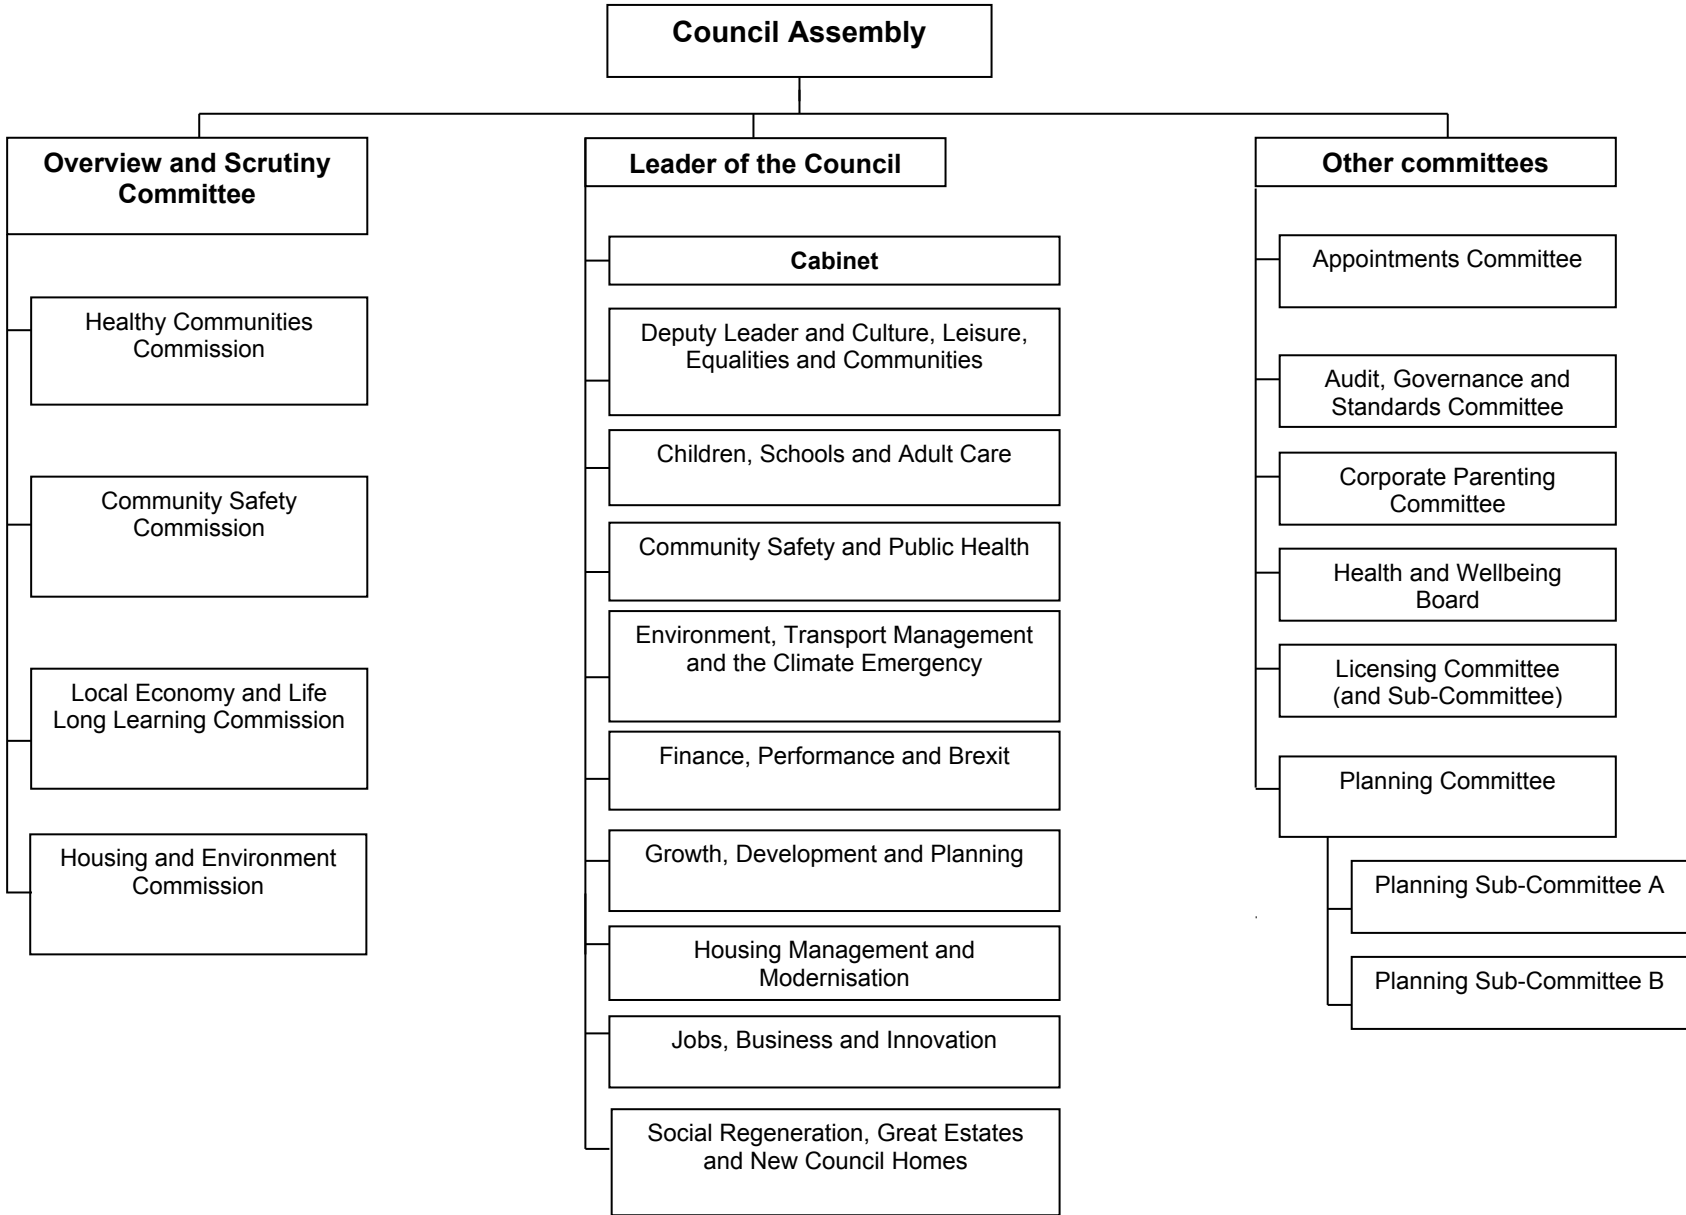 Council Assembly
Overview and Scrutiny
Committee
Healthy Communities
Commission
Community Safety
Commission
Local Economy and Life
Long Learning Commission
Housing and Environment
Commission
Leader of the Council
Cabinet
Deputy Leader and Culture, Leisure,
Equalities and Communities
Children, Schools and Adult Care
Community Safety and Public Health
Environment, Transport Management
and the Climate Emergency
Finance, Performance and Brexit
Growth, Development and Planning
Housing Management and
Modernisation
Jobs, Business and Innovation
Social Regeneration, Great Estates
and New Council Homes
Other committees
Appointments Committee
Audit, Governance and
Standards Committee
Corporate Parenting
Committee
Health and Wellbeing
Board
Licensing Committee
(and Sub-Committee)
Planning Committee
Planning Sub-Committee A
Planning Sub-Committee B